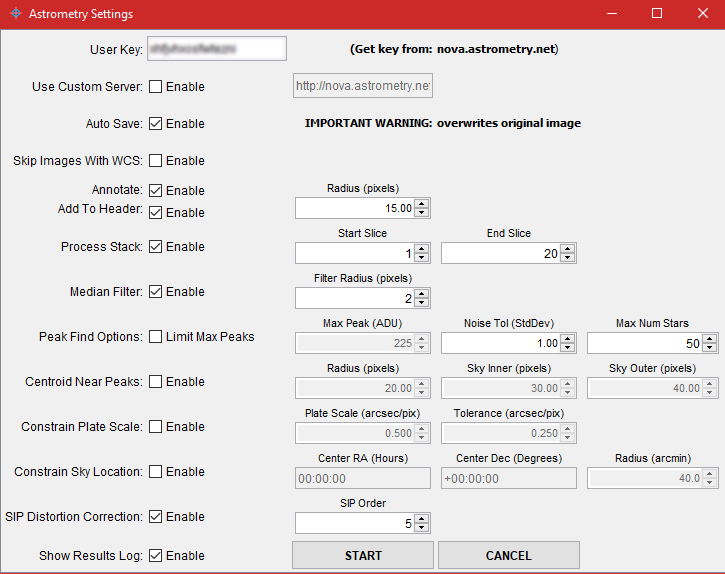 Astrometry Settings
User Key: (Get key from: nova.astrometry.net)
Use Custom Server: Enable http://nova.astrometry.ne
Auto Save: Enable IMPORTANT WARNING: overwrites original image
Skip Images With WCS: Enable
Annotate: Enable Radius (pixels)
Add To Header: Enable 15.00
Start Slice End Slice
Process Stack: Enable 1 20
Filter Radius (pixels)
Median Filter: Enable 2
Max Peak (ADU) Noise Tol (StdDev) Max Num Stars
Peak Find Options: Limit Max Peaks 225 1.00 50
Radius (pixels) Sky Inner (pixels) Sky Outer (pixels)
Centroid Near Peaks: Enable 20.00 30.00 40.00
Plate Scale (arcsec/pix) Tolerance (arcsec/pix)
Constrain Plate Scale: Enable 0.500 0.250
Center RA (Hours) Center Dec (Degrees) Radius (arcmin)
Constrain Sky Location: Enable 00:00:00 +00:00:00 40.0
SIP Order
SIP Distortion Correction: Enable 5
Show Results Log: Enable START CANCEL